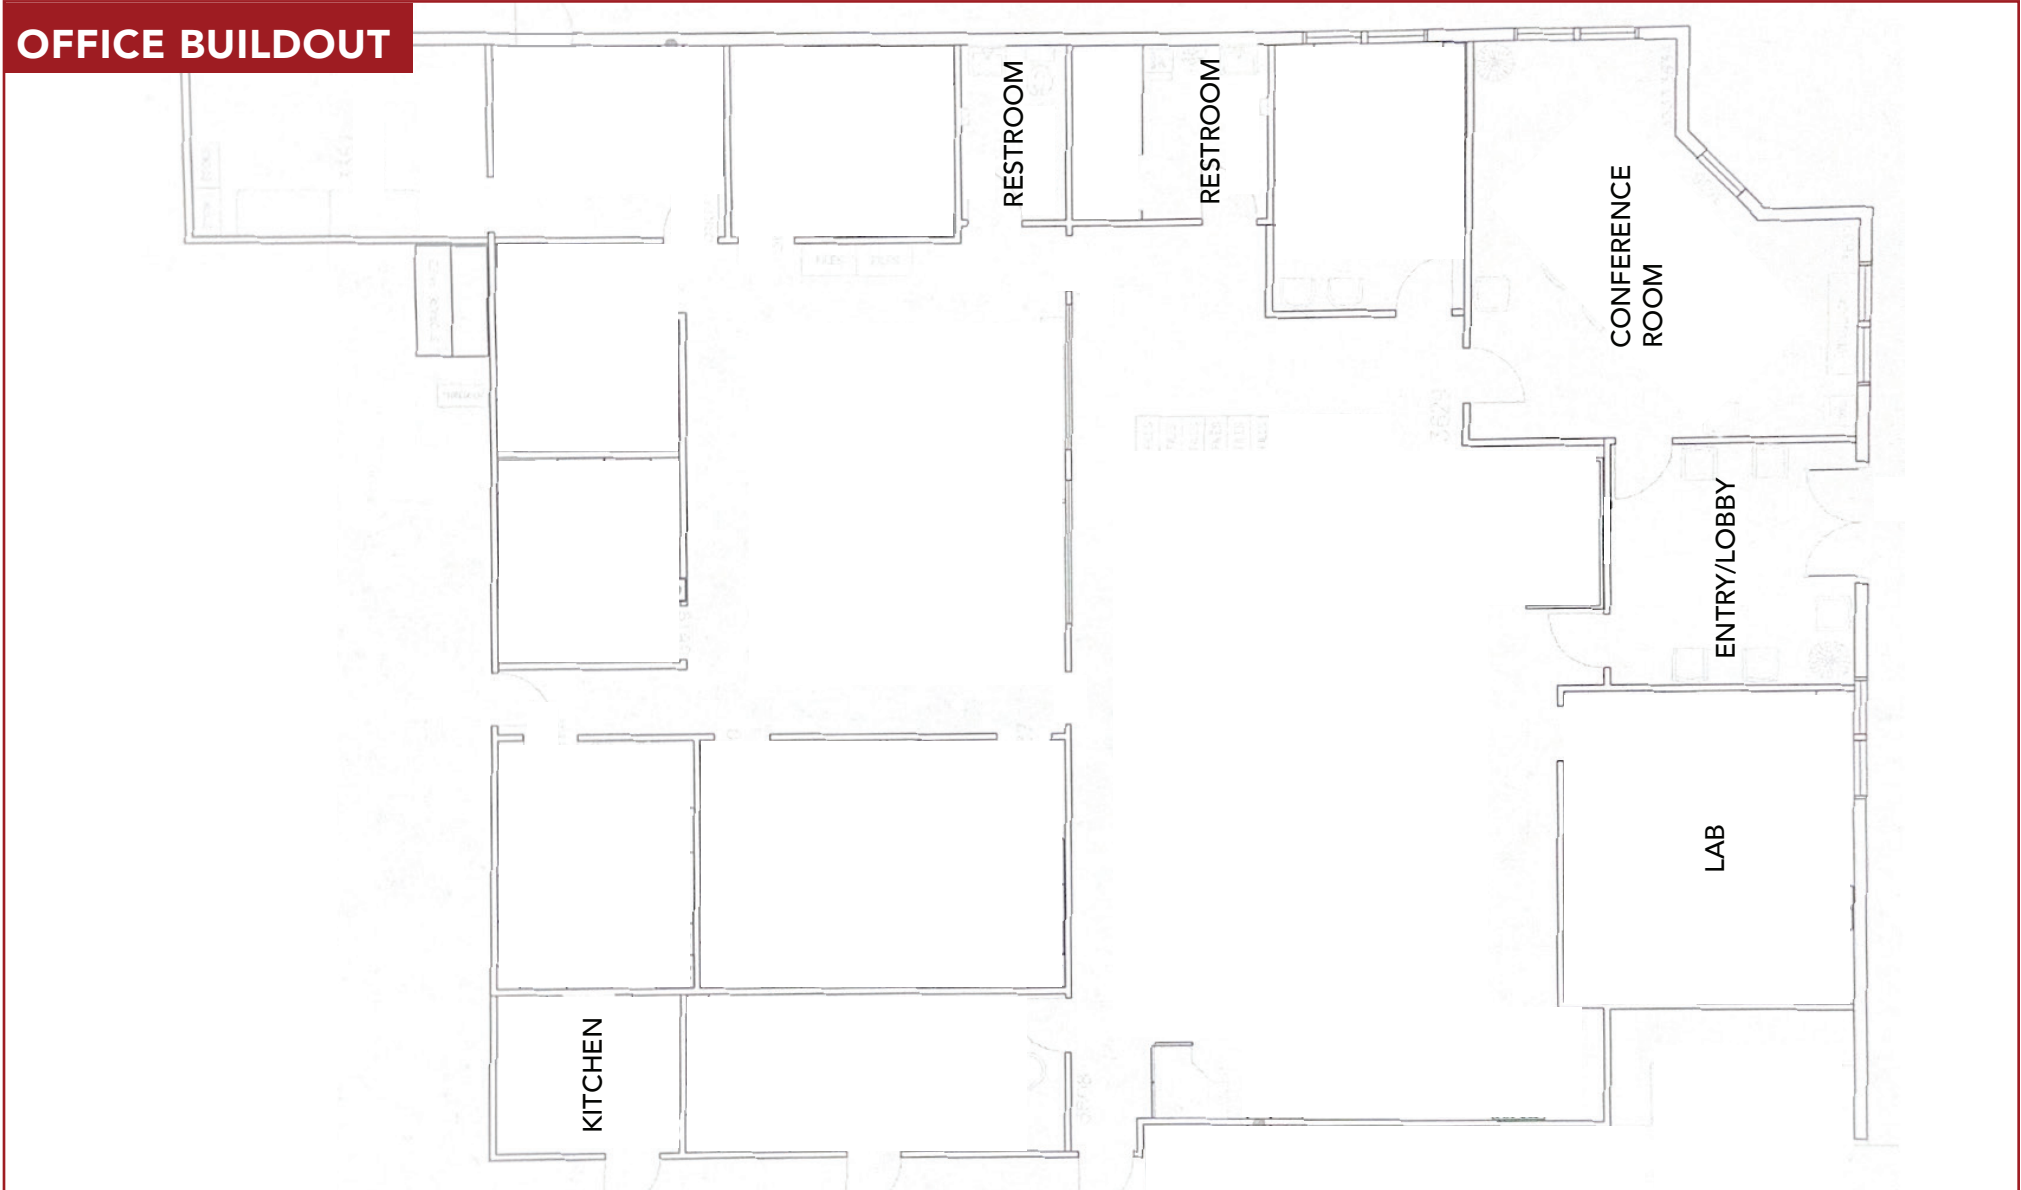 OFFICE BUILDOUT
RESTROOM
RESTROOM
CONFERENCE
ROOM
ENTRY/LOBBY
LAB
KITCHEN